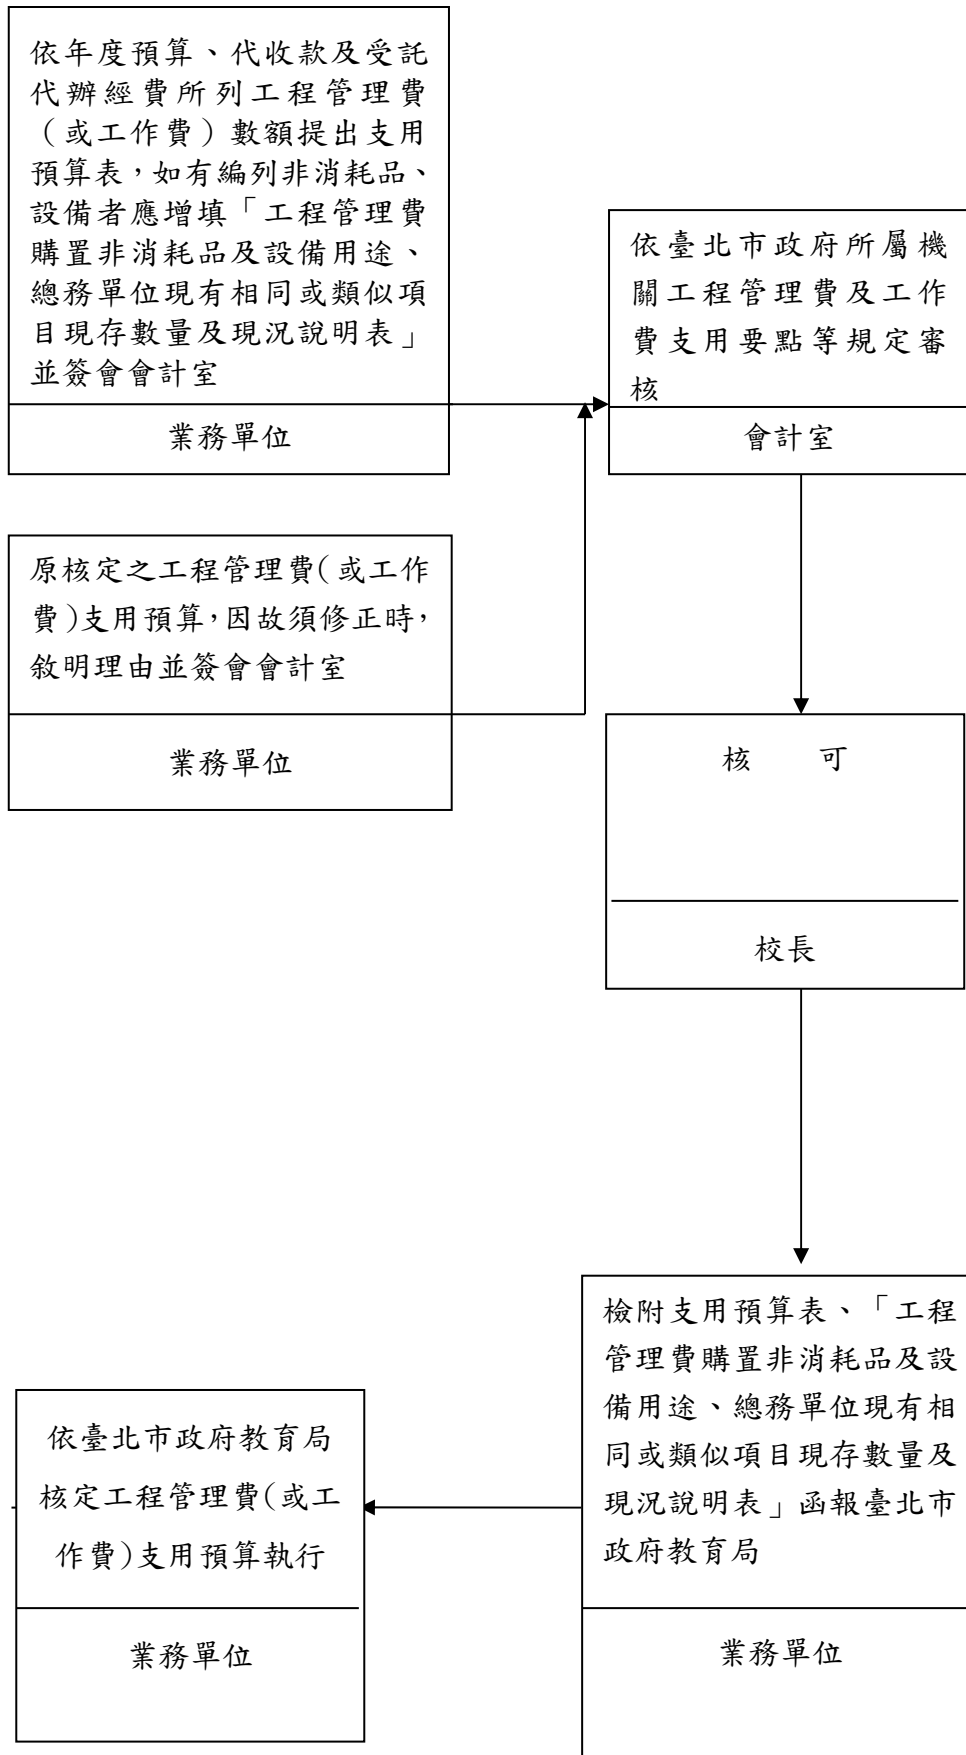 依年度預算、代收款及受託
代辦經費所列工程管理費
（或工作費）數額提出支用
預算表，如有編列非消耗品、
設備者應增填「工程管理費
購置非消耗品及設備用途、
總務單位現有相同或類似項
目現存數量及現況說明表」
並簽會會計室
業務單位
依臺北市政府所屬機
關工程管理費及工作
費支用要點等規定審
核
會計室
原核定之工程管理費(或工作
費)支用預算，因故須修正時，
敘明理由並簽會會計室
業務單位
核　可
校長
檢附支用預算表、「工程
管理費購置非消耗品及設
備用途、總務單位現有相
同或類似項目現存數量及
現況說明表」函報臺北市
政府教育局
業務單位
依臺北市政府教育局
核定工程管理費(或工
作費)支用預算執行
業務單位